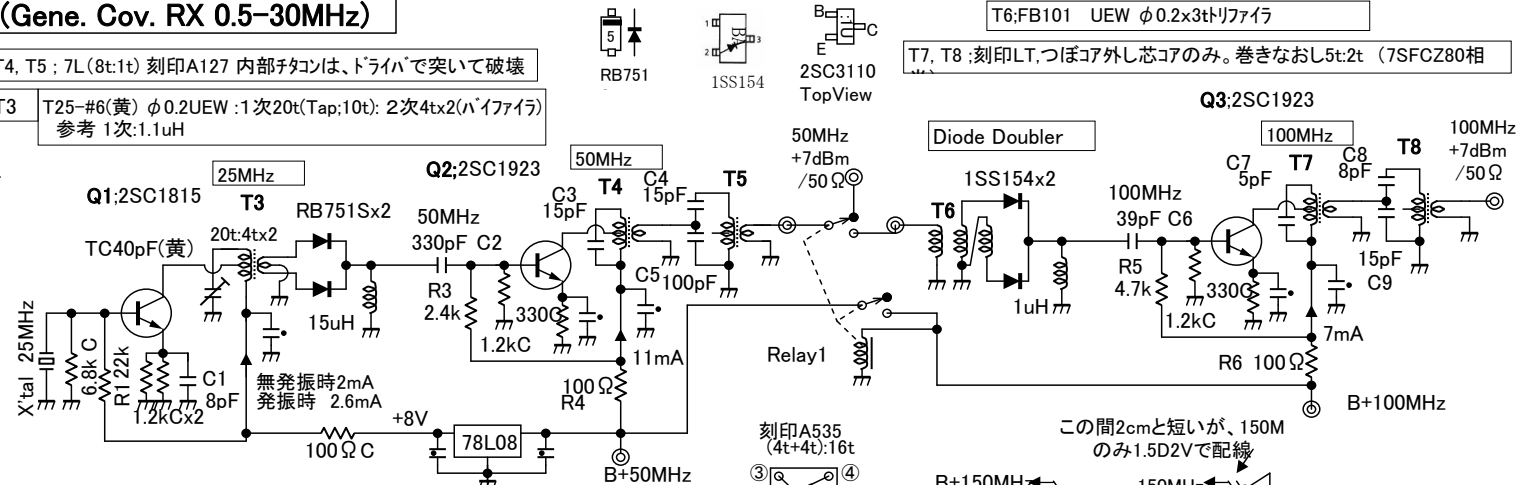 (Gene. Cov. RX 0.5-30MHz)
T4, T5 ; 7L(8t:1t) 刻印A127 内部チタコンは、ドライバで突いて破壊
T3
T25-#6(黄) φ0.2UEW :1次20t(Tap;10t): 2次4tx2(バイファイラ)
参考 1次:1.1uH
5
RB751
1
2
3
BA
1SS154
B
C
E
2SC3110
TopView
T6;FB101 UEW φ0.2x3tトリファイラ
T7, T8 ;刻印LT,つぼコア外し芯コアのみ。巻きなおし5t:2t (7SFCZ80相
Q1;2SC1815
25MHz
T3
TC40pF(黄)
20t:4tx2
RB751Sx2
15uH
X'tal 25MHz
6.8k C
R1 22k
C1
8pF
1.2kCx2
無発振時2mA
発振時 2.6mA
100Ω C
+8V
78L08
50MHz
330pF C2
Q2;2SC1923
R3
2.4k
330C
1.2kC
50MHz
C3
15pF
T4
C4
15pF
T5
C5
100pF
11mA
100Ω
R4
B+50MHz
50MHz
+7dBm
/50Ω
Relay1
Diode Doubler
T6
1SS154x2
1uH
100MHz
39pF C6
Q3;2SC1923
R5
4.7k
330C
1.2kC
100MHz
C7
5pF
T7
C8
8pF
T8
15pF
C9
100MHz
+7dBm
/50Ω
7mA
R6 100Ω
B+100MHz
刻印A535
(4t+4t):16t
③
④
この間2cmと短いが、150M
のみ1.5D2Vで配線
B+150MHz
150MHz